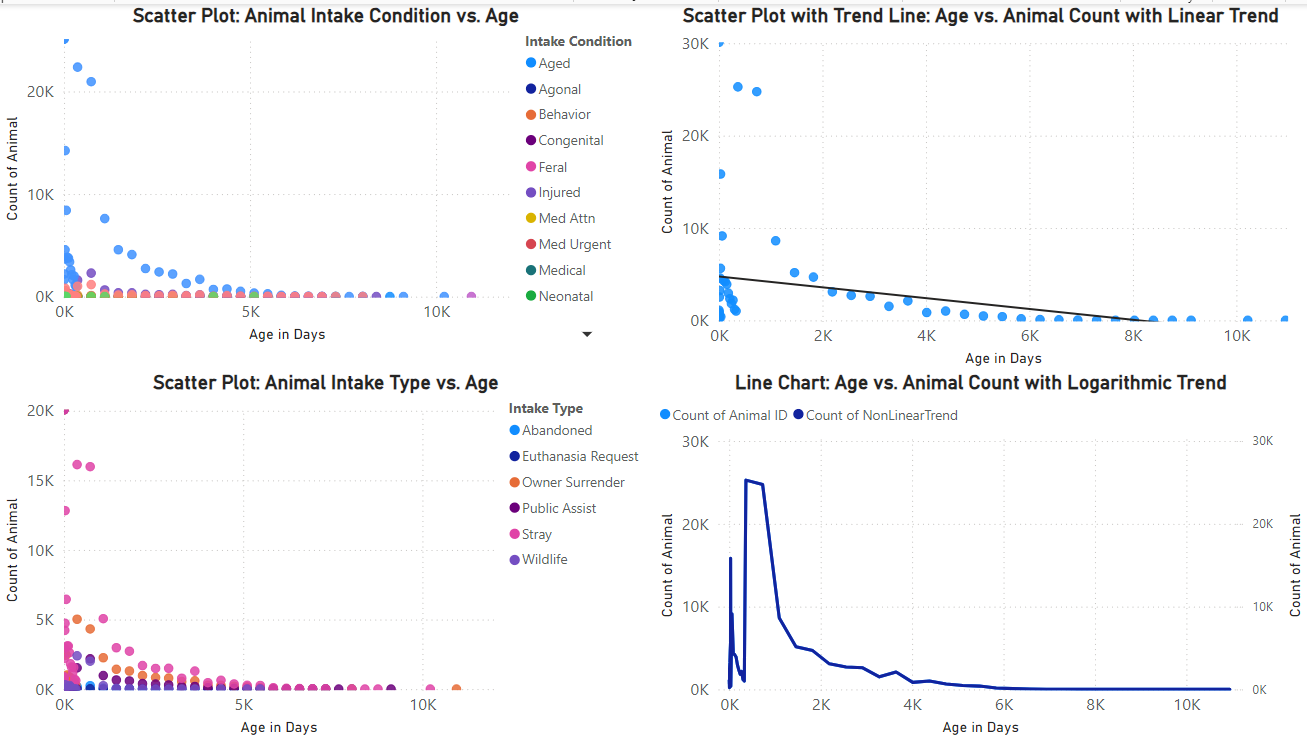 Scatter Plot: Animal Intake Condition vs. Age
Count of Animal
20K
10K
0K
0K
5K
10K
Age in Days
Intake Condition
Aged
Agonal
Behavior
Congenital
Feral
Injured
Med Attn
Med Urgent
Medical
Neonatal
Scatter Plot with Trend Line: Age vs. Animal Count with Linear Trend
Count of Animal
30K
20K
10K
0K
0K
2K
4K
6K
8K
10K
Age in Days
Scatter Plot: Animal Intake Type vs. Age
Count of Animal
20K
15K
10K
5K
0K
0K
5K
10K
Age in Days
Intake Type
Abandoned
Euthanasia Request
Owner Surrender
Public Assist
Stray
Wildlife
Line Chart: Age vs. Animal Count with Logarithmic Trend
Count of Animal ID
Count of NonLinearTrend
Count of Animal
30K
20K
10K
0K
30K
20K
10K
0K
Count of Animal
0K
2K
4K
6K
8K
10K
Age in Days